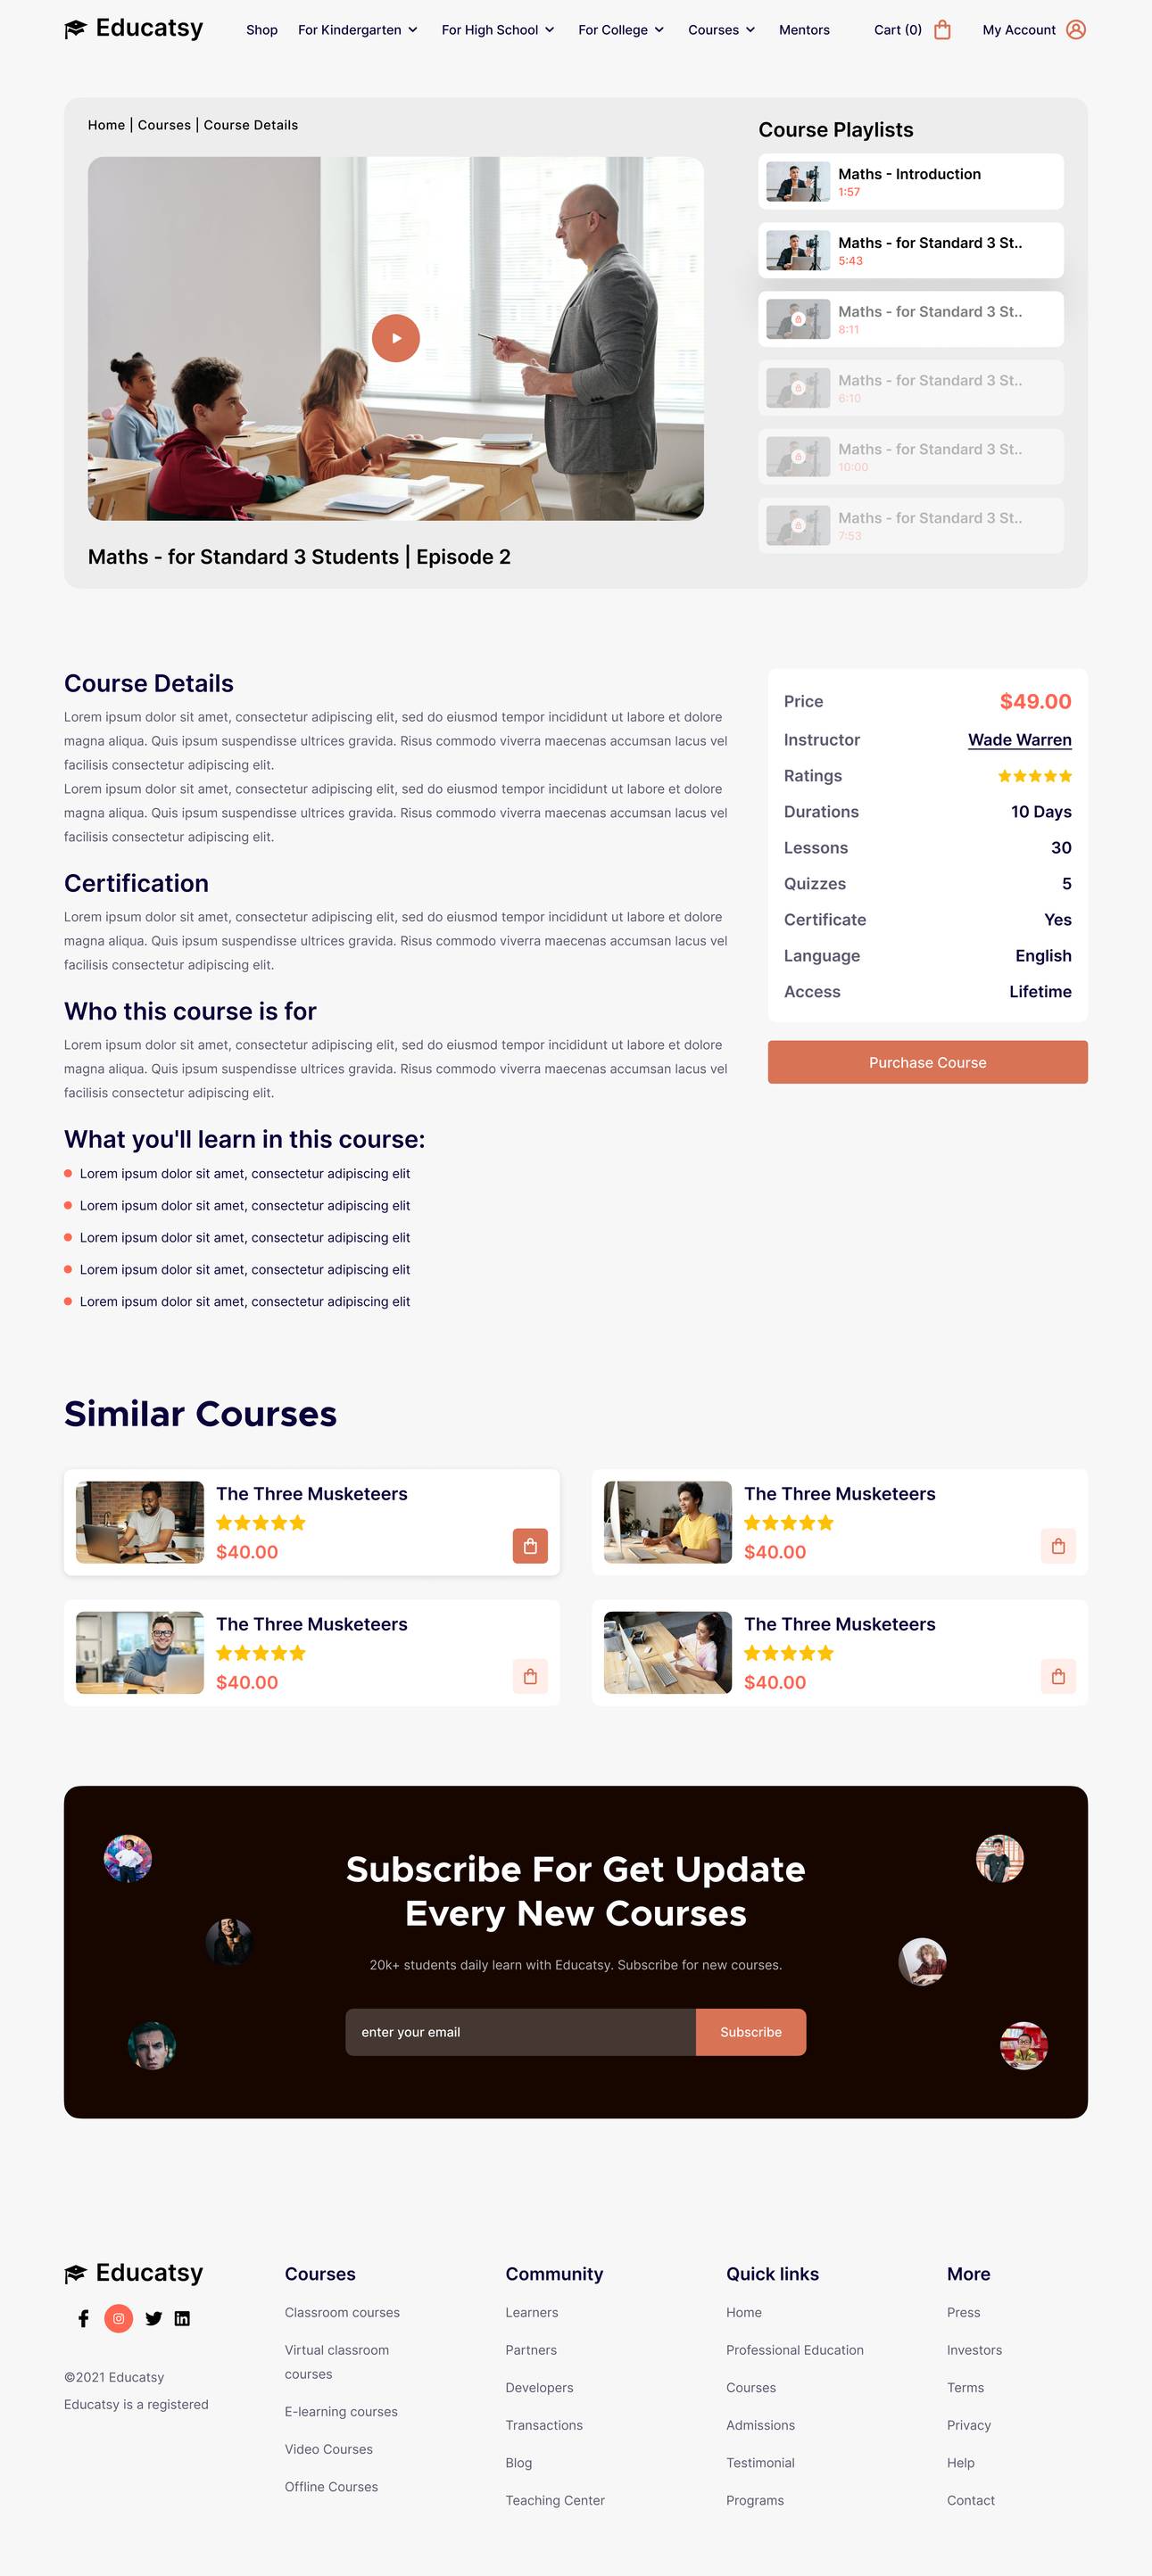 Educatsy
Shop
For Kindergarten
For High School
For College
Courses
Mentors
Cart (0)
My Account
Home | Courses | Course Details
Maths - for Standard 3 Students | Episode 2
Course Playlists
Maths - Introduction
1:57
Maths - for Standard 3 St..
5:43
Maths - for Standard 3 St..
8:11
Maths - for Standard 3 St..
6:10
Maths - for Standard 3 St..
10:00
Maths - for Standard 3 St..
7:53
Course Details
Lorem ipsum dolor sit amet, consectetur adipiscing elit, sed do eiusmod tempor incididunt ut labore et dolore
magna aliqua. Quis ipsum suspendisse ultrices gravida. Risus commodo viverra maecenas accumsan lacus vel
facilisis consectetur adipiscing elit.
Lorem ipsum dolor sit amet, consectetur adipiscing elit, sed do eiusmod tempor incididunt ut labore et dolore
magna aliqua. Quis ipsum suspendisse ultrices gravida. Risus commodo viverra maecenas accumsan lacus vel
facilisis consectetur adipiscing elit.
Certification
Lorem ipsum dolor sit amet, consectetur adipiscing elit, sed do eiusmod tempor incididunt ut labore et dolore
magna aliqua. Quis ipsum suspendisse ultrices gravida. Risus commodo viverra maecenas accumsan lacus vel
facilisis consectetur adipiscing elit.
Who this course is for
Lorem ipsum dolor sit amet, consectetur adipiscing elit, sed do eiusmod tempor incididunt ut labore et dolore
magna aliqua. Quis ipsum suspendisse ultrices gravida. Risus commodo viverra maecenas accumsan lacus vel
facilisis consectetur adipiscing elit.
What you'll learn in this course:
Lorem ipsum dolor sit amet, consectetur adipiscing elit
Lorem ipsum dolor sit amet, consectetur adipiscing elit
Lorem ipsum dolor sit amet, consectetur adipiscing elit
Lorem ipsum dolor sit amet, consectetur adipiscing elit
Lorem ipsum dolor sit amet, consectetur adipiscing elit
Price $49.00
Instructor Wade Warren
Ratings
Durations 10 Days
Lessons 30
Quizzes 5
Certificate Yes
Language English
Access Lifetime
Purchase Course
Similar Courses
The Three Musketeers
$40.00
The Three Musketeers
$40.00
The Three Musketeers
$40.00
The Three Musketeers
$40.00
Subscribe For Get Update
Every New Courses
20k+ students daily learn with Educatsy. Subscribe for new courses.
enter your email
Subscribe
Educatsy
©2021 Educatsy
Educatsy is a registered
Courses
Classroom courses
Virtual classroom
courses
E-learning courses
Video Courses
Offline Courses
Community
Learners
Partners
Developers
Transactions
Blog
Teaching Center
Quick links
Home
Professional Education
Courses
Admissions
Testimonial
Programs
More
Press
Investors
Terms
Privacy
Help
Contact